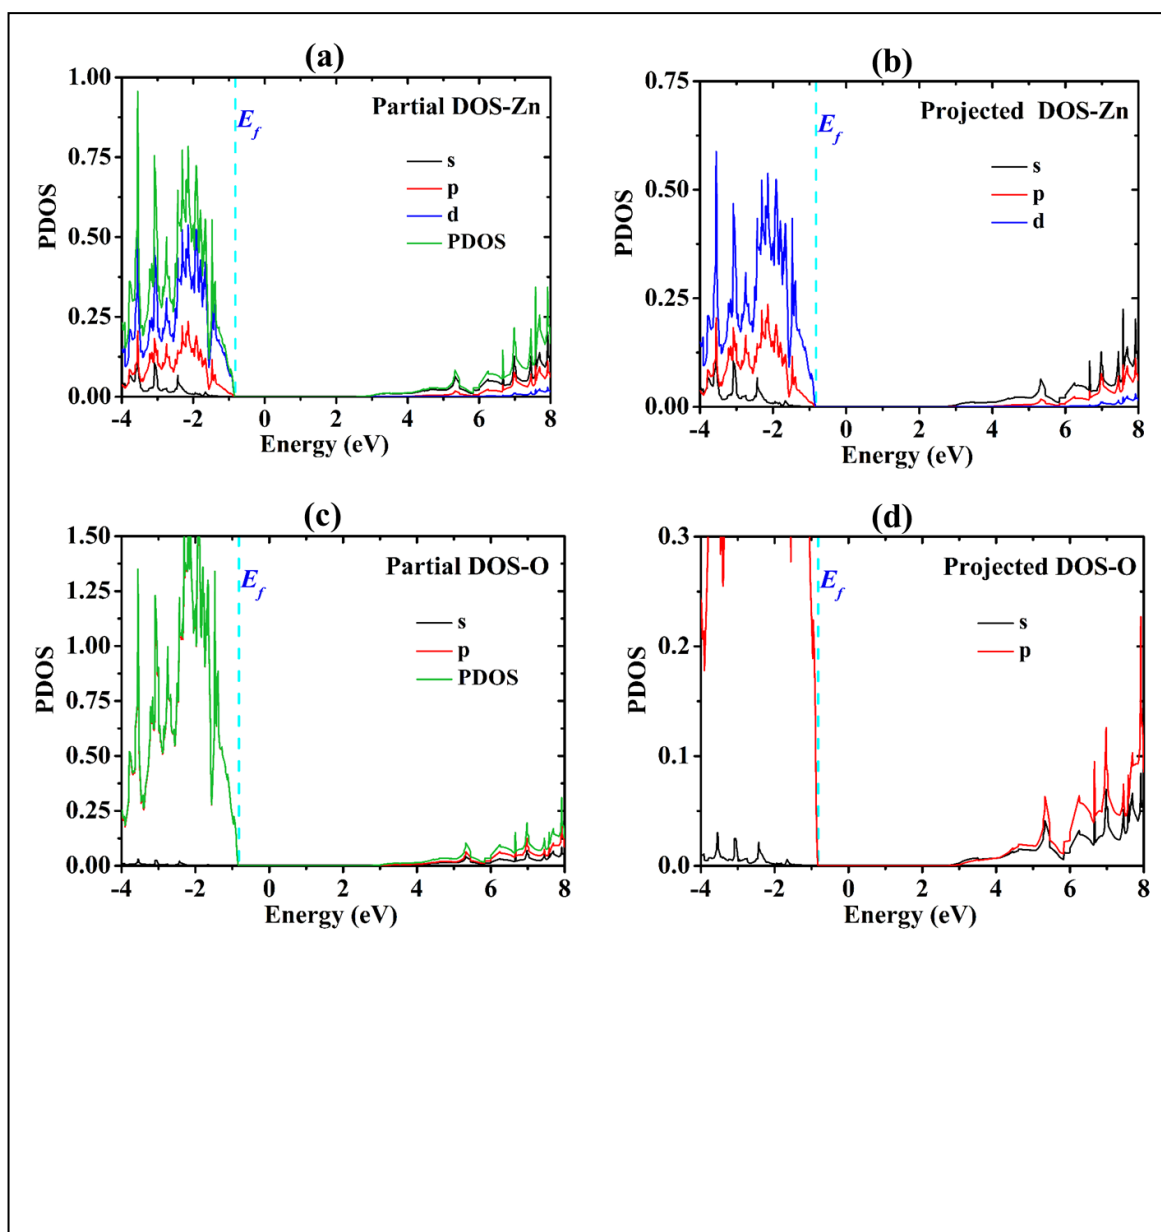 (a)
1.00
0.75
0.50
0.25
0.00
PDOS
Partial DOS-Zn
E_f
s
p
d
PDOS
-4 -2 0 2 4 6 8
Energy (eV)
(b)
0.75
0.50
0.25
0.00
PDOS
Projected DOS-Zn
E_f
s
p
d
-4 -2 0 2 4 6 8
Energy (eV)
(c)
1.50
1.25
1.00
0.75
0.50
0.25
0.00
PDOS
Partial DOS-O
E_f
s
p
PDOS
-4 -2 0 2 4 6 8
Energy (eV)
(d)
0.3
0.2
0.1
0.0
PDOS
Projected DOS-O
E_f
s
p
-4 -2 0 2 4 6 8
Energy (eV)